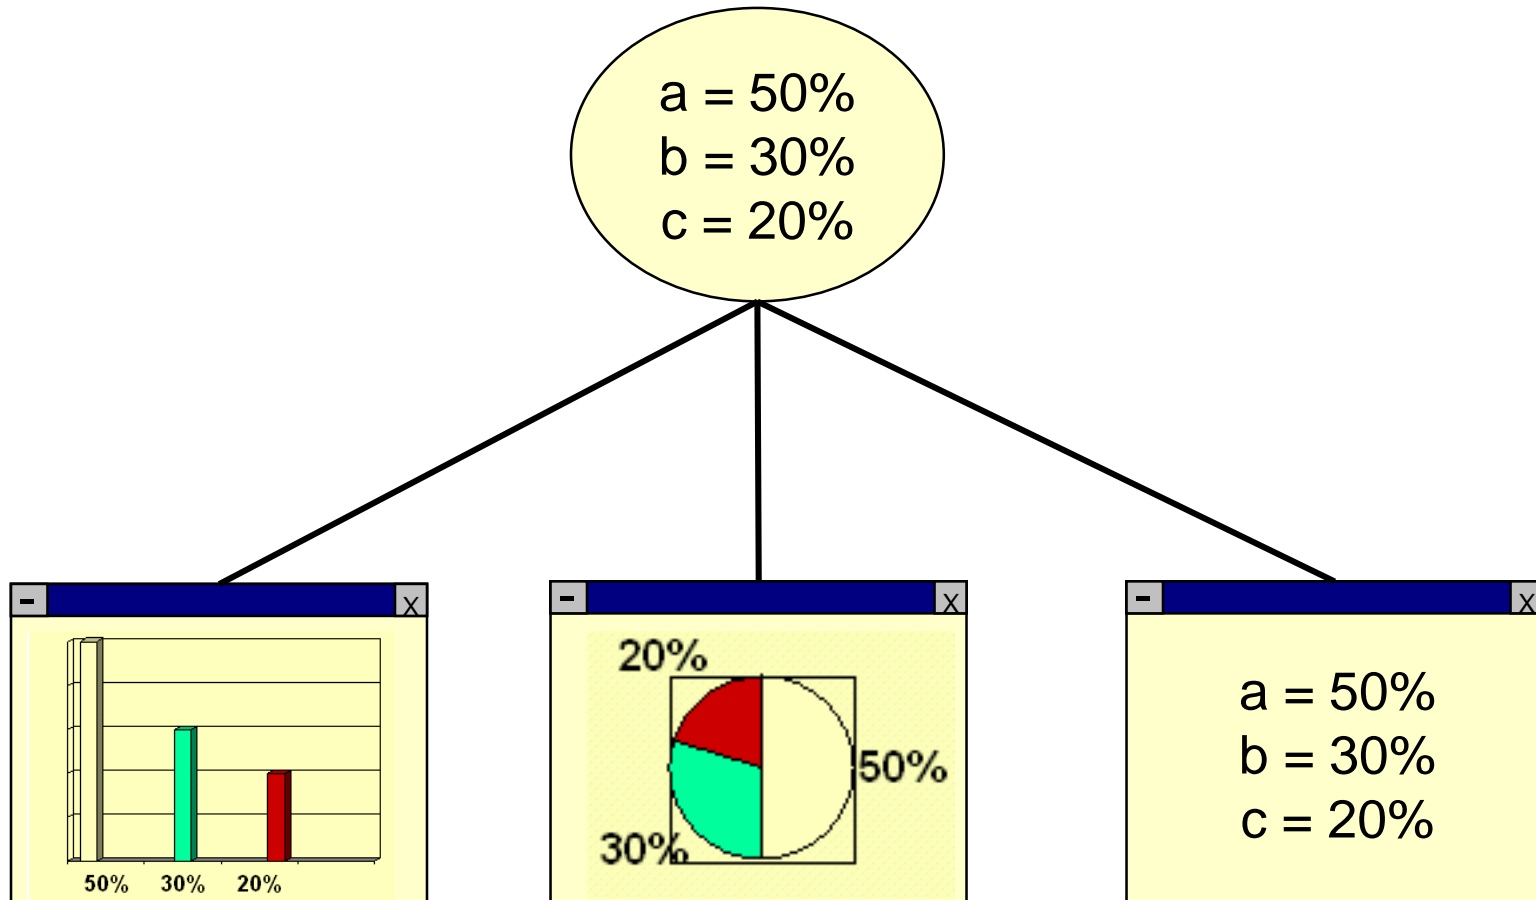 a = 50%
b = 30%
c = 20%
X
50% 30% 20%
X
20%
50%
30%
X
a = 50%
b = 30%
c = 20%